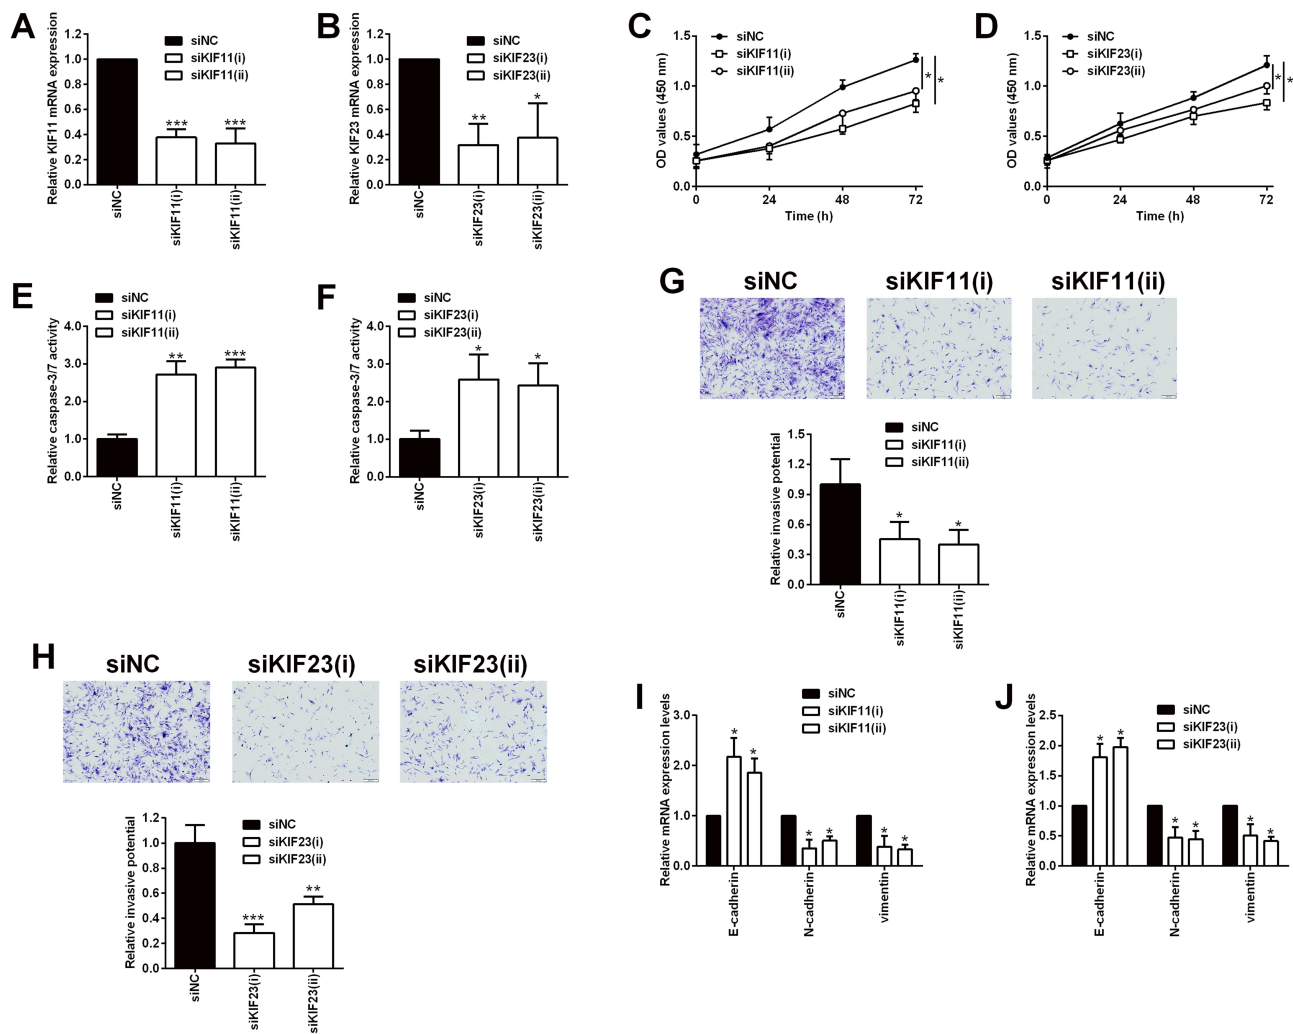 A
Relative KIF11 mRNA expression
1.2
1.0
0.8
0.6
0.4
0.2
0.0
siNC
siKIF11(i)
siKIF11(ii)
***
***
siNC
siKIF11(i)
siKIF11(ii)
B
Relative KIF23 mRNA expression
1.2
1.0
0.8
0.6
0.4
0.2
0.0
siNC
siKIF23(i)
siKIF23(ii)
**
*
siNC
siKIF23(i)
siKIF23(ii)
C
OD values (450 nm)
1.5
1.0
0.5
0.0
siNC
siKIF11(i)
siKIF11(ii)
*
*
0 24 48 72
Time (h)
D
OD values (450 nm)
1.5
1.0
0.5
0.0
siNC
siKIF23(i)
siKIF23(ii)
*
*
0 24 48 72
Time (h)
E
Relative caspase-3/7 activity
4.0
3.0
2.0
1.0
0.0
siNC
siKIF11(i)
siKIF11(ii)
**
***
siNC
siKIF11(i)
siKIF11(ii)
F
Relative caspase-3/7 activity
4.0
3.0
2.0
1.0
0.0
siNC
siKIF23(i)
siKIF23(ii)
*
*
siNC
siKIF23(i)
siKIF23(ii)
G
siNC siKIF11(i) siKIF11(ii)
Relative invasive potential
1.5
1.2
0.9
0.6
0.3
0.0
siNC
siKIF11(i)
siKIF11(ii)
*
*
siNC
siKIF11(i)
siKIF11(ii)
H
siNC siKIF23(i) siKIF23(ii)
Relative invasive potential
1.2
1.0
0.8
0.6
0.4
0.2
0.0
siNC
siKIF23(i)
siKIF23(ii)
***
**
siNC
siKIF23(i)
siKIF23(ii)
I
Relative mRNA expression levels
3.0
2.0
1.0
0.0
siNC
siKIF11(i)
siKIF11(ii)
* *
* *
* *
E-cadherin
N-cadherin
vimentin
J
Relative mRNA expression levels
2.5
2.0
1.5
1.0
0.5
0.0
siNC
siKIF23(i)
siKIF23(ii)
* *
* *
* *
E-cadherin
N-cadherin
vimentin